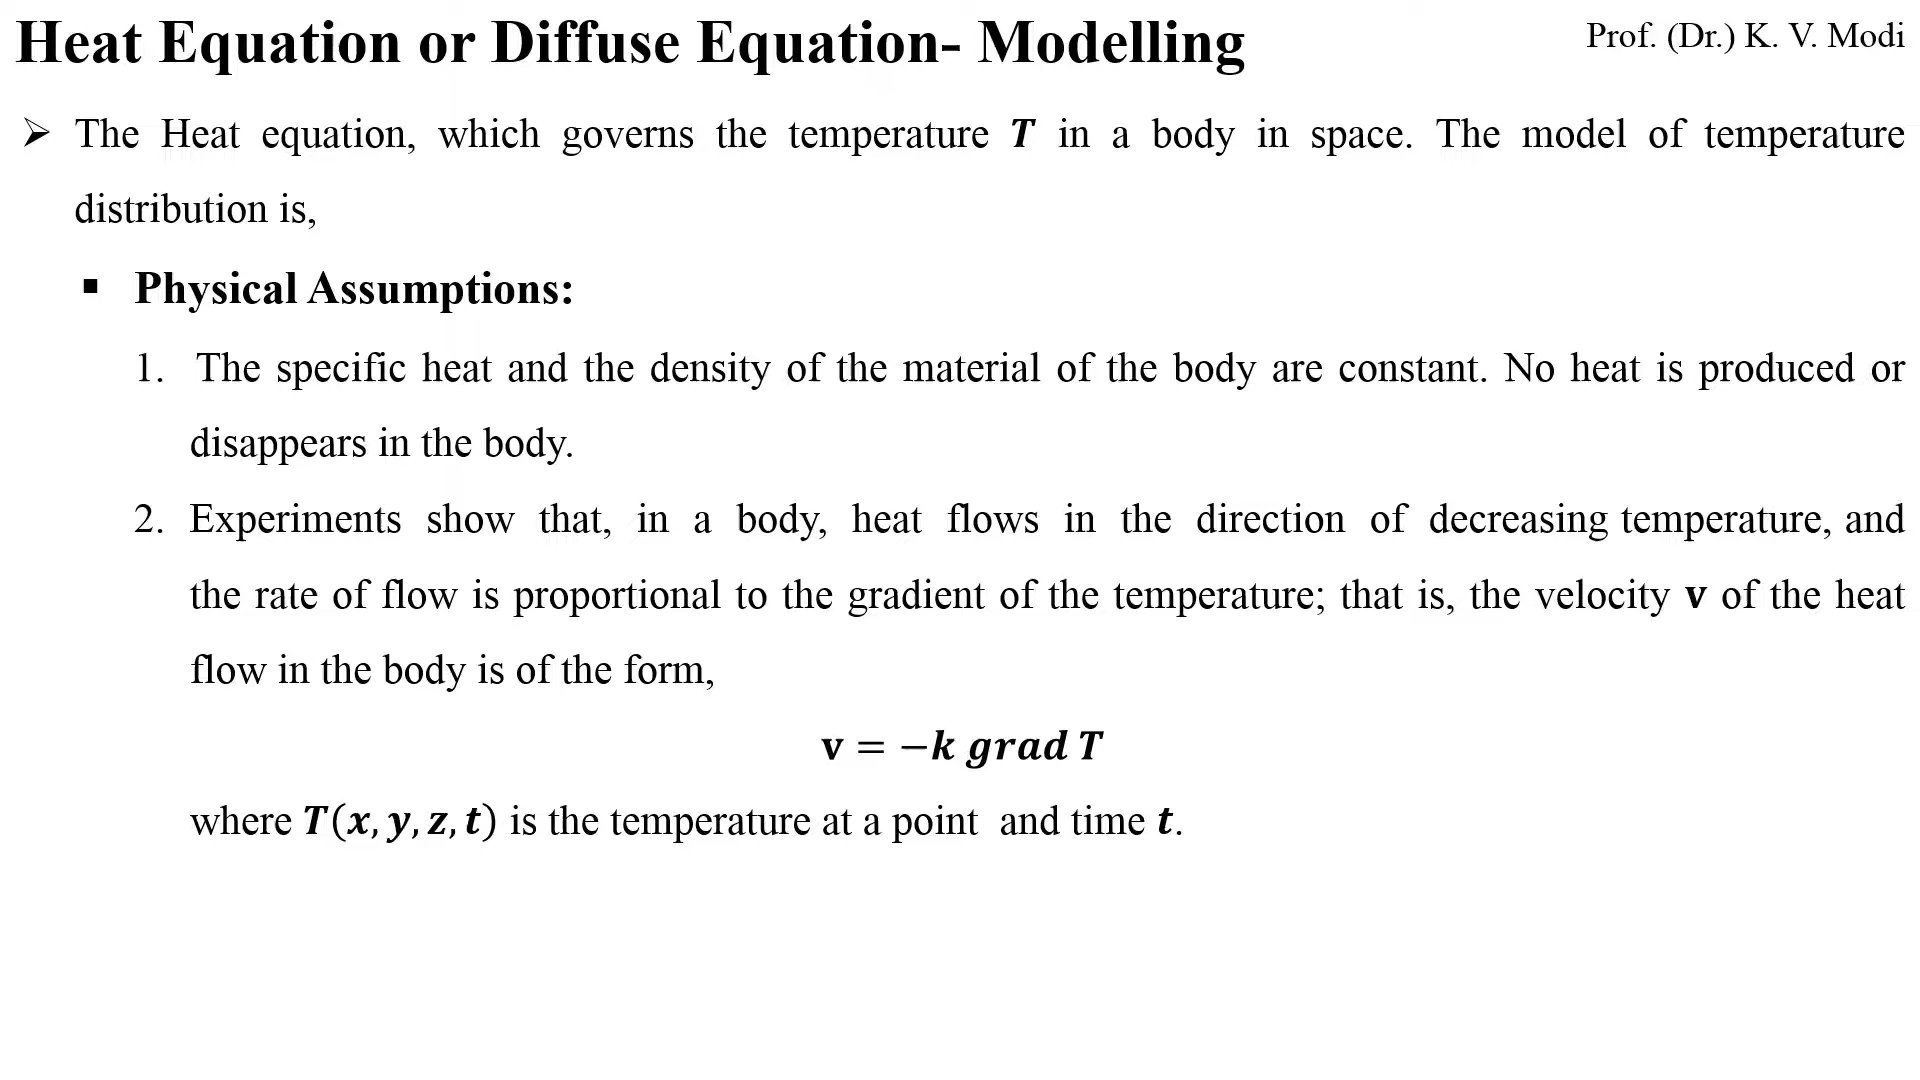 Heat Equation or Diffuse Equation- Modelling
Prof. (Dr.) K. V. Modi
➢ The Heat equation, which governs the temperature T in a body in space. The model of temperature
distribution is,
▪ Physical Assumptions:
1. The specific heat and the density of the material of the body are constant. No heat is produced or
disappears in the body.
2. Experiments show that, in a body, heat flows in the direction of decreasing temperature, and
the rate of flow is proportional to the gradient of the temperature; that is, the velocity v of the heat
flow in the body is of the form,
v = −k grad T
where T(x, y, z, t) is the temperature at a point and time t.